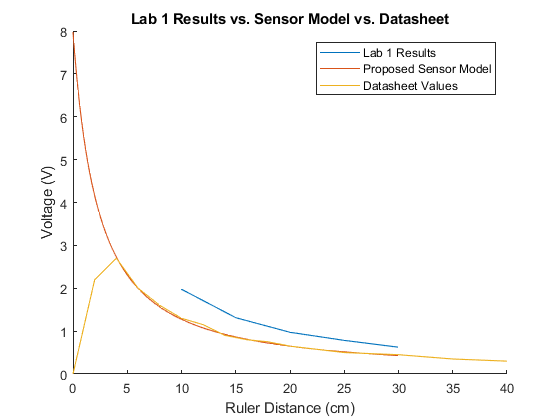 Lab 1 Results vs. Sensor Model vs. Datasheet
Lab 1 Results
Proposed Sensor Model
Datasheet Values
Voltage (V)
8
7
6
5
4
3
2
1
0
0 5 10 15 20 25 30 35 40
Ruler Distance (cm)